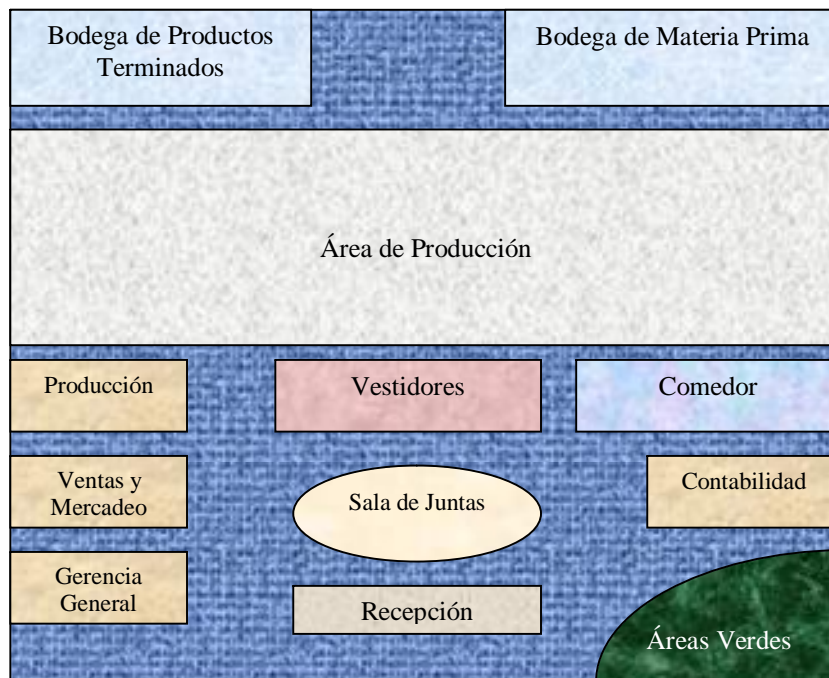 Bodega de Productos
Terminados
Bodega de Materia Prima
Área de Producción
Producción
Vestidores
Comedor
Ventas y
Mercadeo
Sala de Juntas
Contabilidad
Gerencia
General
Recepción
Áreas Verdes